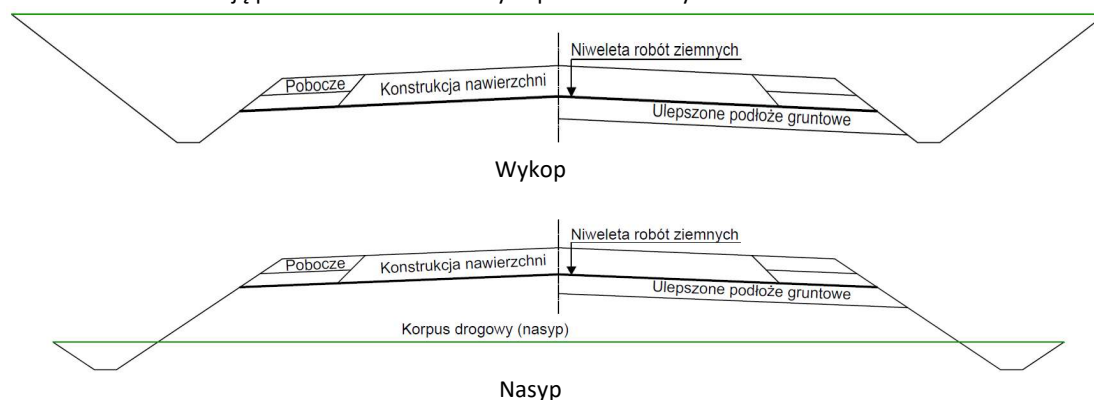 Niweleta robót ziemnych
Pobocze
Konstrukcja nawierzchni
Ulepszone podłoże gruntowe
Wykop
Niweleta robót ziemnych
Pobocze
Konstrukcja nawierzchni
Ulepszone podłoże gruntowe
Korpus drogowy (nasyp)
Nasyp